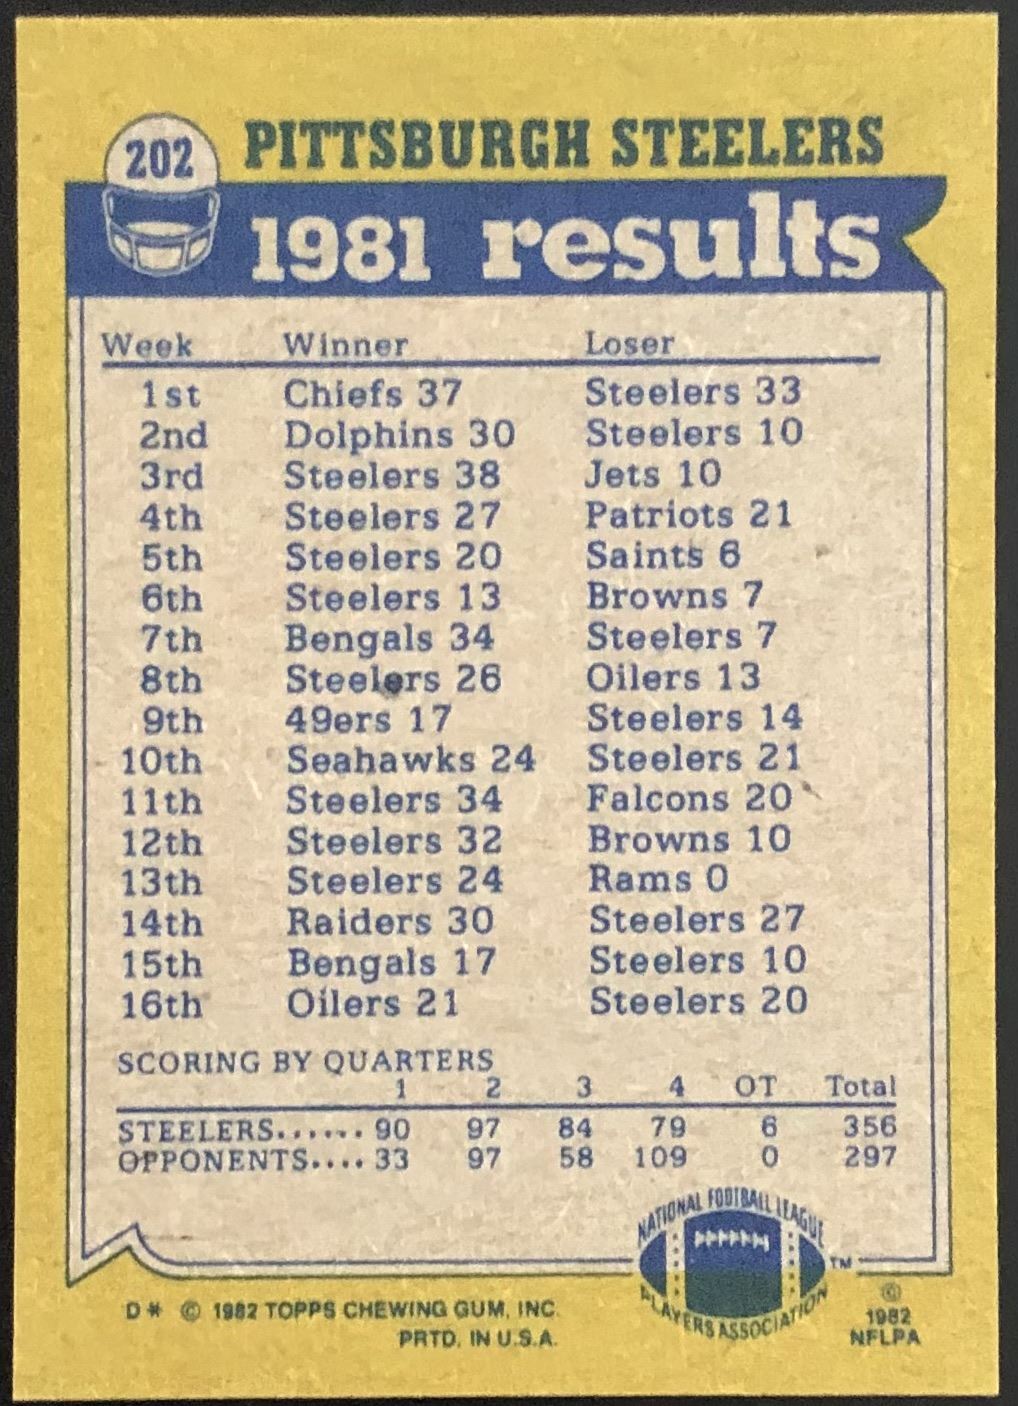 202
PITTSBURGH STEELERS
1981 results
Week Winner Loser
1st Chiefs 37 Steelers 33
2nd Dolphins 30 Steelers 10
3rd Steelers 38 Jets 10
4th Steelers 27 Patriots 21
5th Steelers 20 Saints 6
6th Steelers 13 Browns 7
7th Bengals 34 Steelers 7
8th Steelers 26 Oilers 13
9th 49ers 17 Steelers 14
10th Seahawks 24 Steelers 21
11th Steelers 34 Falcons 20
12th Steelers 32 Browns 10
13th Steelers 24 Rams 0
14th Raiders 30 Steelers 27
15th Bengals 17 Steelers 10
16th Oilers 21 Steelers 20
SCORING BY QUARTERS
1 2 3 4 OT Total
STEELERS...... 90 97 84 79 6 356
OPPONENTS.... 33 97 58 109 0 297
NATIONAL FOOTBALL LEAGUE
PLAYERS ASSOCIATION
TM
D* © 1982 TOPPS CHEWING GUM, INC.
PRTD. IN U.S.A.
©
1982
NFLPA